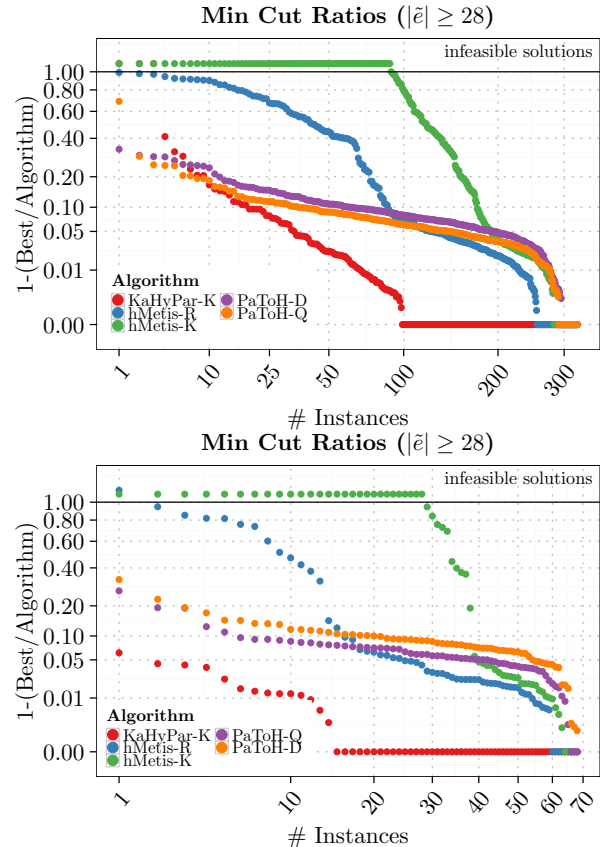 Min Cut Ratios (|ẽ| ≥ 28)
infeasible solutions
1-(Best/Algorithm)
1.00
0.80
0.60
0.40
0.20
0.10
0.05
0.01
0.00
Algorithm
KaHyPar-K
hMetis-R
hMetis-K
PaToH-D
PaToH-Q
1
10
25
50
100
200
300
# Instances
Min Cut Ratios (|ẽ| ≥ 28)
infeasible solutions
1-(Best/Algorithm)
1.00
0.80
0.60
0.40
0.20
0.10
0.05
0.01
0.00
Algorithm
KaHyPar-K
hMetis-R
hMetis-K
PaToH-Q
PaToH-D
1
10
20
30
40
50
60
70
# Instances